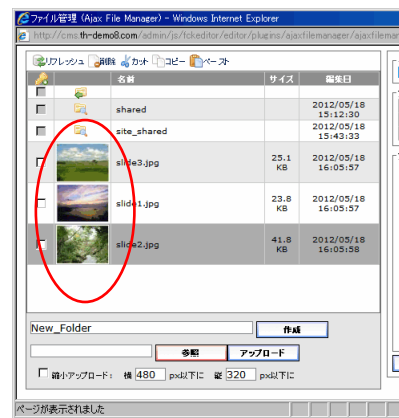 ファイル管理 (Ajax File Manager) - Windows Internet Explorer
http://cms.th-demo8.com/admin/js/fckeditor/editor/plugins/ajaxfilemanager/ajaxfilemar
リフレッシュ 削除 カット コピー ペースト
名前 サイズ 編集日
shared 2012/05/18 15:12:30
site_shared 2012/05/18 15:43:33
slide3.jpg 25.1 KB 2012/05/18 16:05:57
slide1.jpg 23.8 KB 2012/05/18 16:05:57
slide2.jpg 41.8 KB 2012/05/18 16:05:58
New_Folder 作成
参照 アップロード
縮小アップロード: 横 480 px以下に 縦 320 px以下に
ページが表示されました